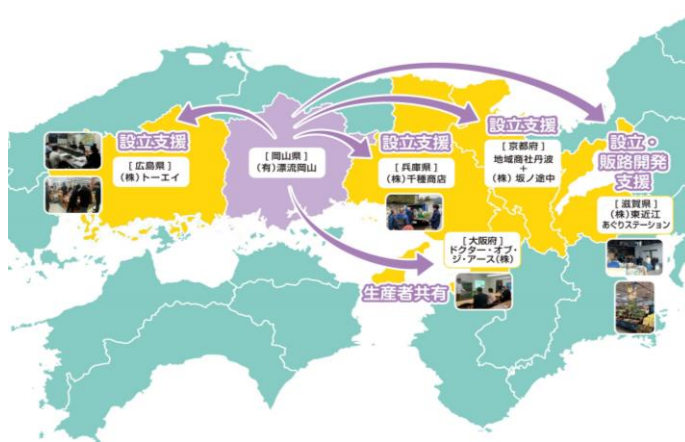 設立支援
[広島県]
(株)トーエイ
[岡山県]
(有)漂流岡山
設立支援
[兵庫県]
(株)千種商店
設立支援
[京都府]
地域商社丹波
+
(株)坂ノ途中
設立・
販路開発
支援
[滋賀県]
(株)東近江
あぐりステーション
[大阪府]
ドクター・オブ・
ジ・アース(株)
生産者共有